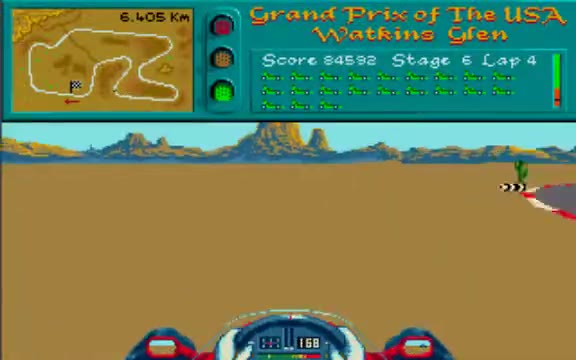 6.405 Km
Grand Prix of The USA
Watkins Glen
Score 84592 Stage 6 Lap 4
168